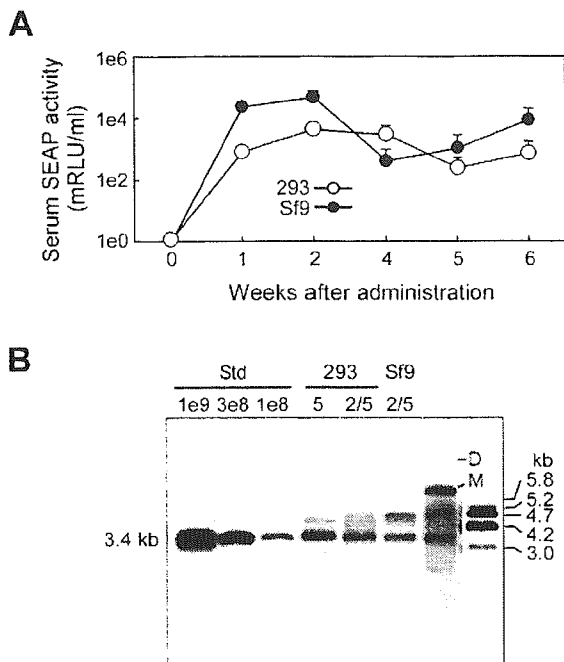 A
Serum SEAP activity
(mRLU/ml)
1e6
1e4
1e2
1e0
293
Sf9
0 1 2 4 5 6
Weeks after administration
B
Std 293 Sf9
1e9 3e8 1e8 5 2/5 2/5
-D
M
kb
5.8
5.2
4.7
4.2
3.0
3.4 kb